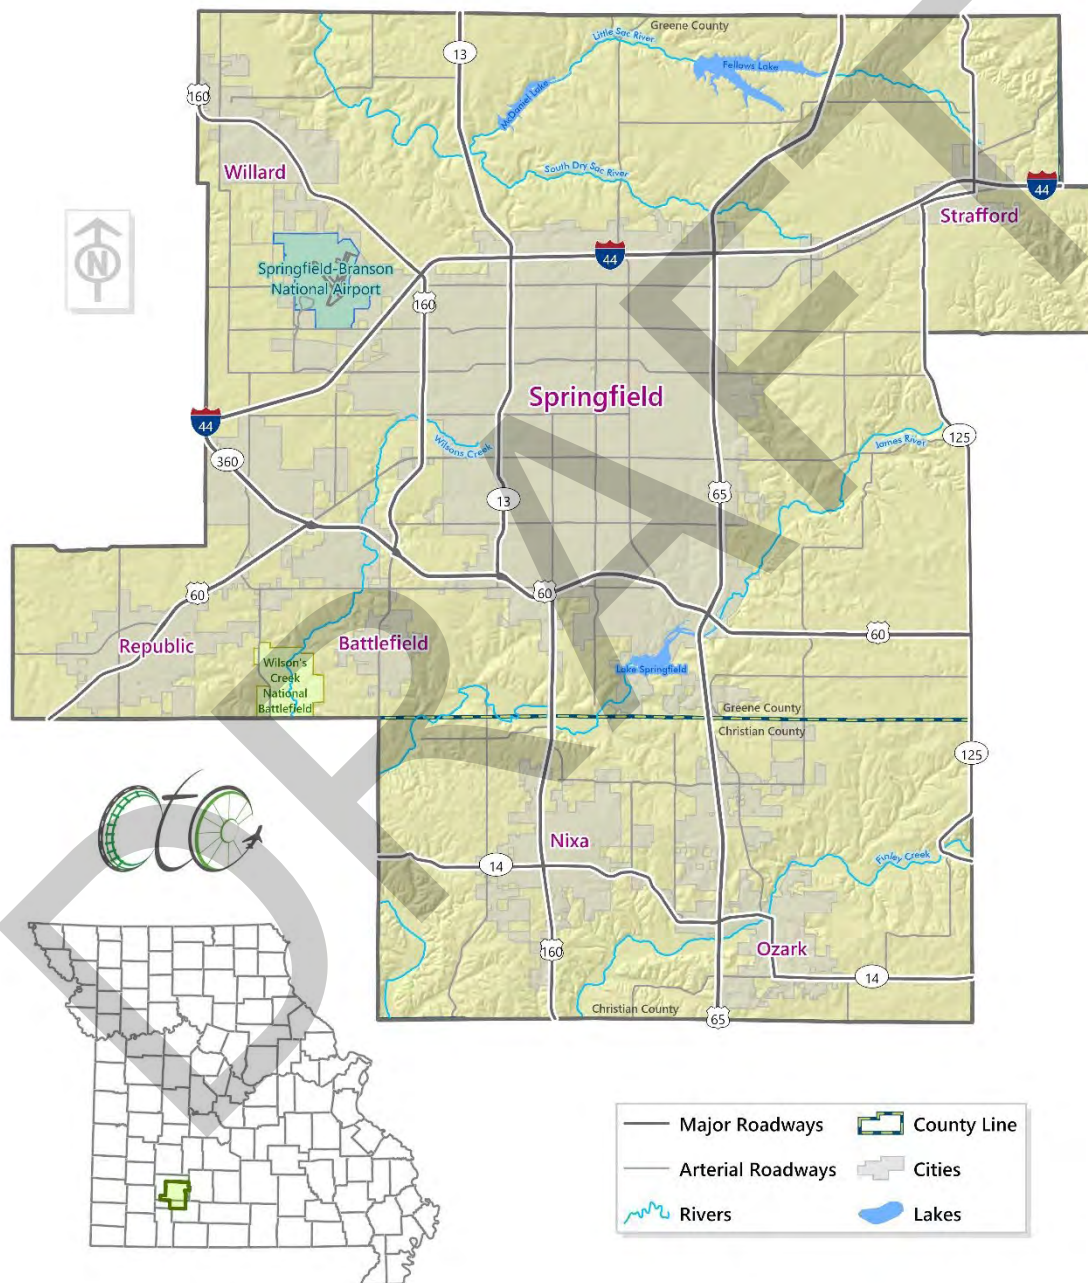 Greene County
13
Little Sac River
Fellows Lake
McDaniel Lake
160
Willard
South Dry Sac River
44
Strafford
N
Springfield-Branson
National Airport
44
160
Springfield
44
Wilsons Creek
James River
125
360
13
65
60
60
60
Republic
Battlefield
Wilson's
Creek
National
Battlefield
Lake Springfield
Greene County
Christian County
125
Nixa
14
Finley Creek
160
Ozark
14
Christian County
65
DRAFT
Major Roadways
County Line
Arterial Roadways
Cities
Rivers
Lakes